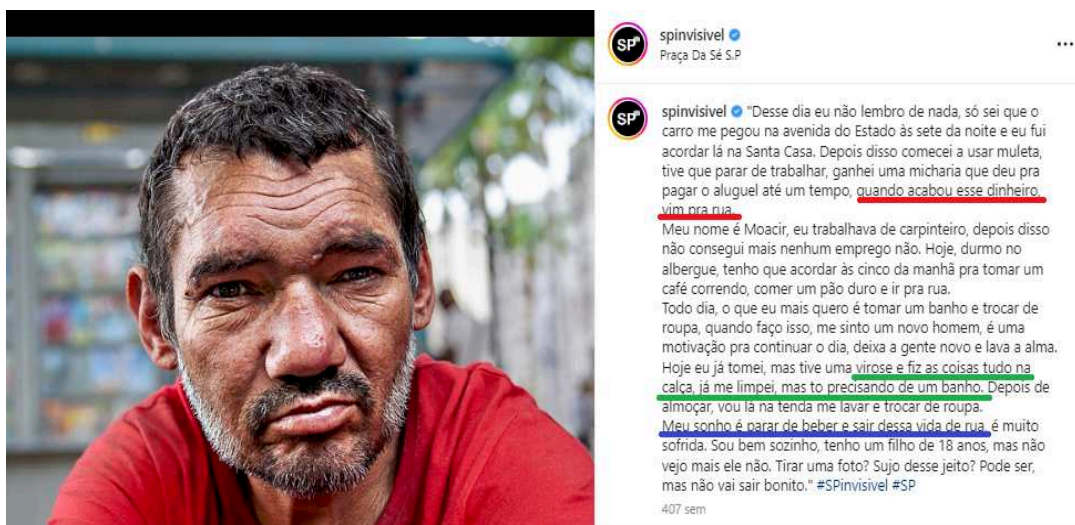 spinvisivel
Praça Da Sé S.P
SP
SP
spinvisivel "Desse dia eu não lembro de nada, só sei que o
carro me pegou na avenida do Estado às sete da noite e eu fui
acordar lá na Santa Casa. Depois disso comecei a usar muleta,
tive que parar de trabalhar, ganhei uma micharia que deu pra
pagar o aluguel até um tempo, quando acabou esse dinheiro,
vim pra rua.
Meu nome é Moacir, eu trabalhava de carpinteiro, depois disso
não consegui mais nenhum emprego não. Hoje, durmo no
albergue, tenho que acordar às cinco da manhã pra tomar um
café correndo, comer um pão duro e ir pra rua.
Todo dia, o que eu mais quero é tomar um banho e trocar de
roupa, quando faço isso, me sinto um novo homem, é uma
motivação pra continuar o dia, deixa a gente novo e lava a alma.
Hoje eu já tomei, mas tive uma virose e fiz as coisas tudo na
calça, já me limpei, mas to precisando de um banho. Depois de
almoçar, vou lá na tenda me lavar e trocar de roupa.
Meu sonho é parar de beber e sair dessa vida de rua, é muito
sofrida. Sou bem sozinho, tenho um filho de 18 anos, mas não
vejo mais ele não. Tirar uma foto? Sujo desse jeito? Pode ser,
mas não vai sair bonito." #SPinvisivel #SP
407 sem